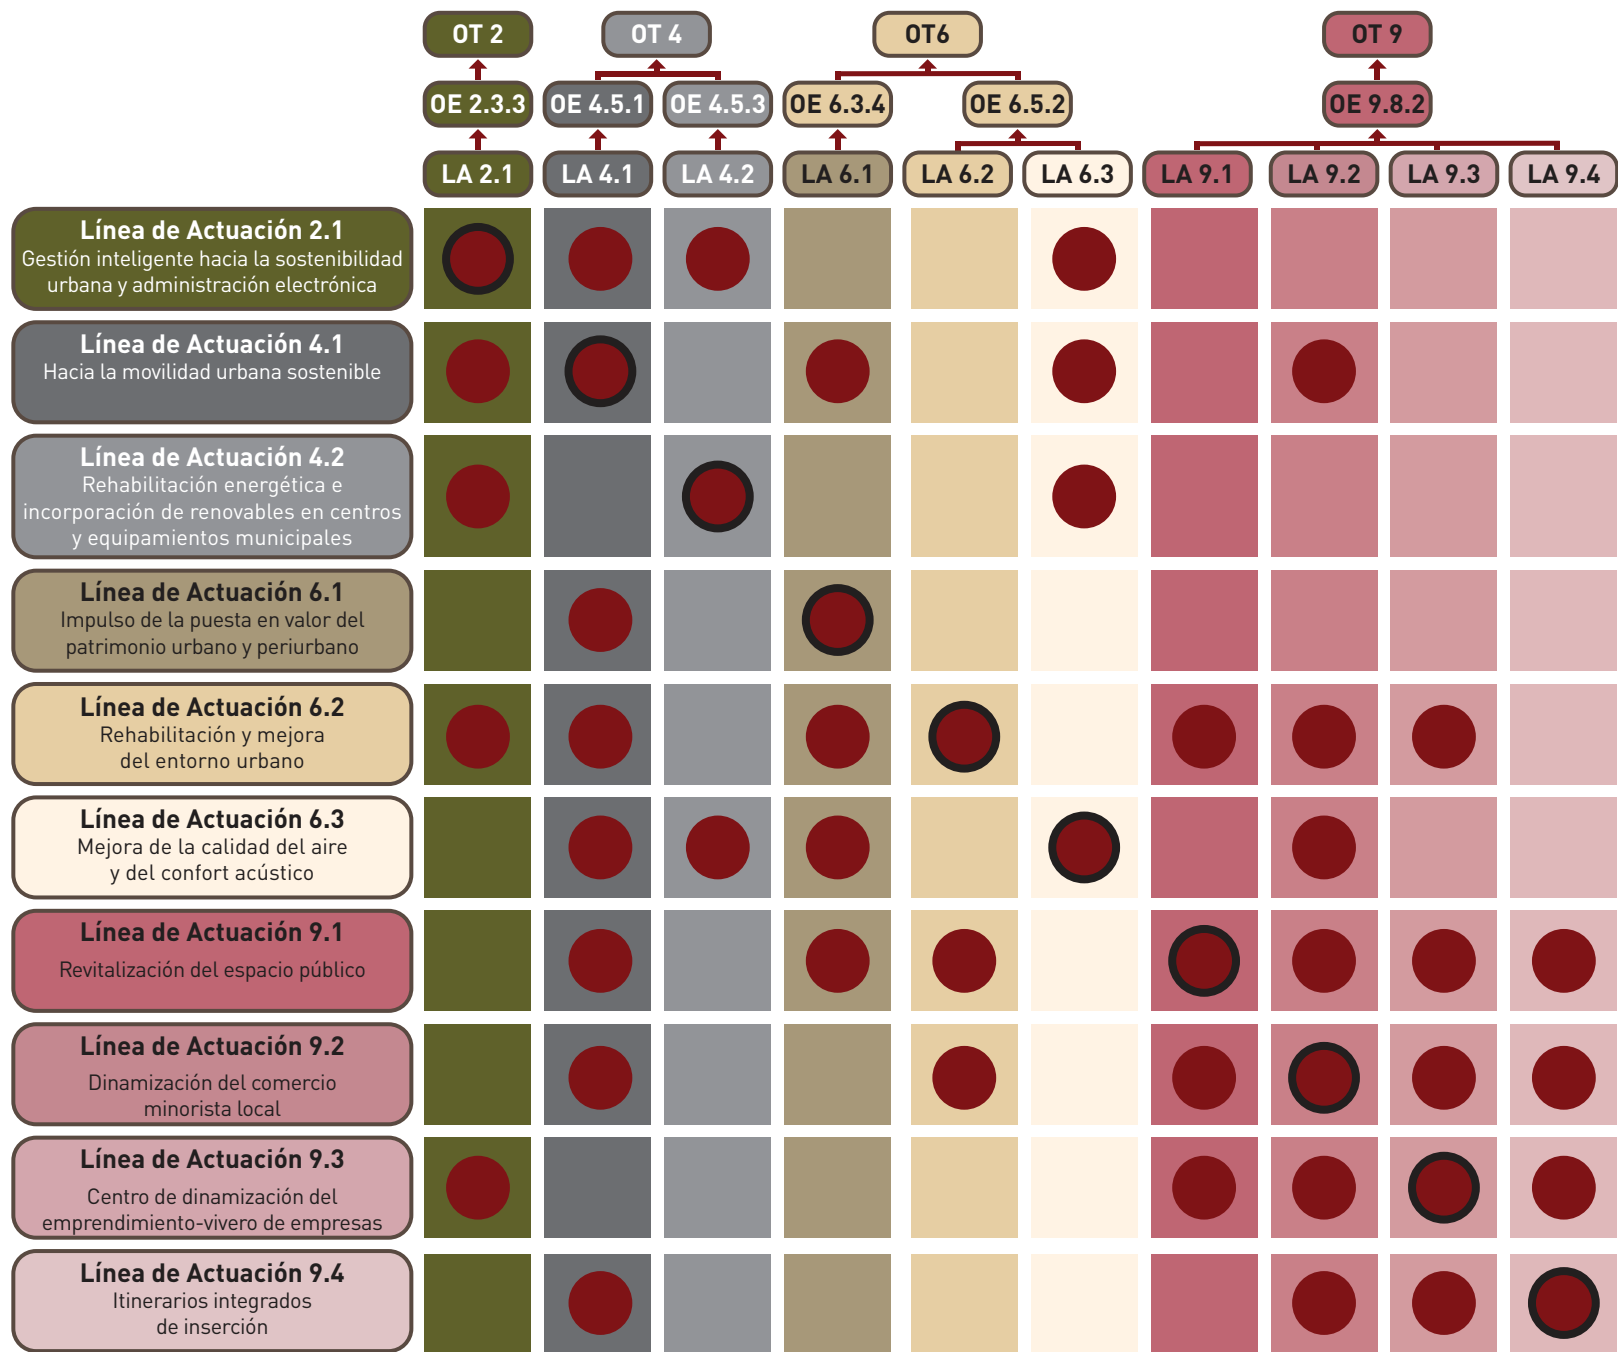 OT 2
OT 4
OT6
OT 9
OE 2.3.3
OE 4.5.1
OE 4.5.3
OE 6.3.4
OE 6.5.2
OE 9.8.2
LA 2.1
LA 4.1
LA 4.2
LA 6.1
LA 6.2
LA 6.3
LA 9.1
LA 9.2
LA 9.3
LA 9.4
Línea de Actuación 2.1
Gestión inteligente hacia la sostenibilidad
urbana y administración electrónica
Línea de Actuación 4.1
Hacia la movilidad urbana sostenible
Línea de Actuación 4.2
Rehabilitación energética e
incorporación de renovables en centros
y equipamientos municipales
Línea de Actuación 6.1
Impulso de la puesta en valor del
patrimonio urbano y periurbano
Línea de Actuación 6.2
Rehabilitación y mejora
del entorno urbano
Línea de Actuación 6.3
Mejora de la calidad del aire
y del confort acústico
Línea de Actuación 9.1
Revitalización del espacio público
Línea de Actuación 9.2
Dinamización del comercio
minorista local
Línea de Actuación 9.3
Centro de dinamización del
emprendimiento-vivero de empresas
Línea de Actuación 9.4
Itinerarios integrados
de inserción